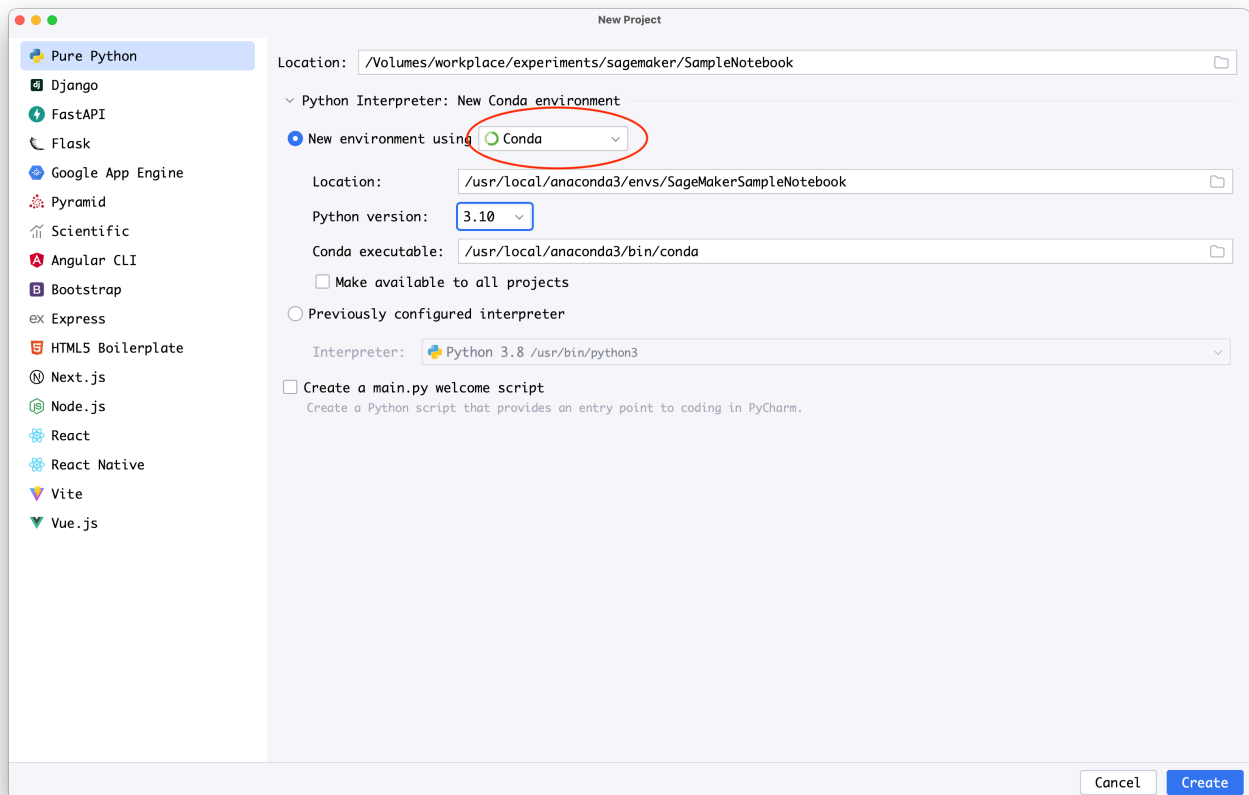 New Project
Pure Python
Django
FastAPI
Flask
Google App Engine
Pyramid
Scientific
Angular CLI
Bootstrap
Express
HTML5 Boilerplate
Next.js
Node.js
React
React Native
Vite
Vue.js
Location: /Volumes/workplace/experiments/sagemaker/SampleNotebook
Python Interpreter: New Conda environment
New environment using Conda
Location: /usr/local/anaconda3/envs/SageMakerSampleNotebook
Python version: 3.10
Conda executable: /usr/local/anaconda3/bin/conda
Make available to all projects
Previously configured interpreter
Interpreter: Python 3.8 /usr/bin/python3
Create a main.py welcome script
Create a Python script that provides an entry point to coding in PyCharm.
Cancel Create